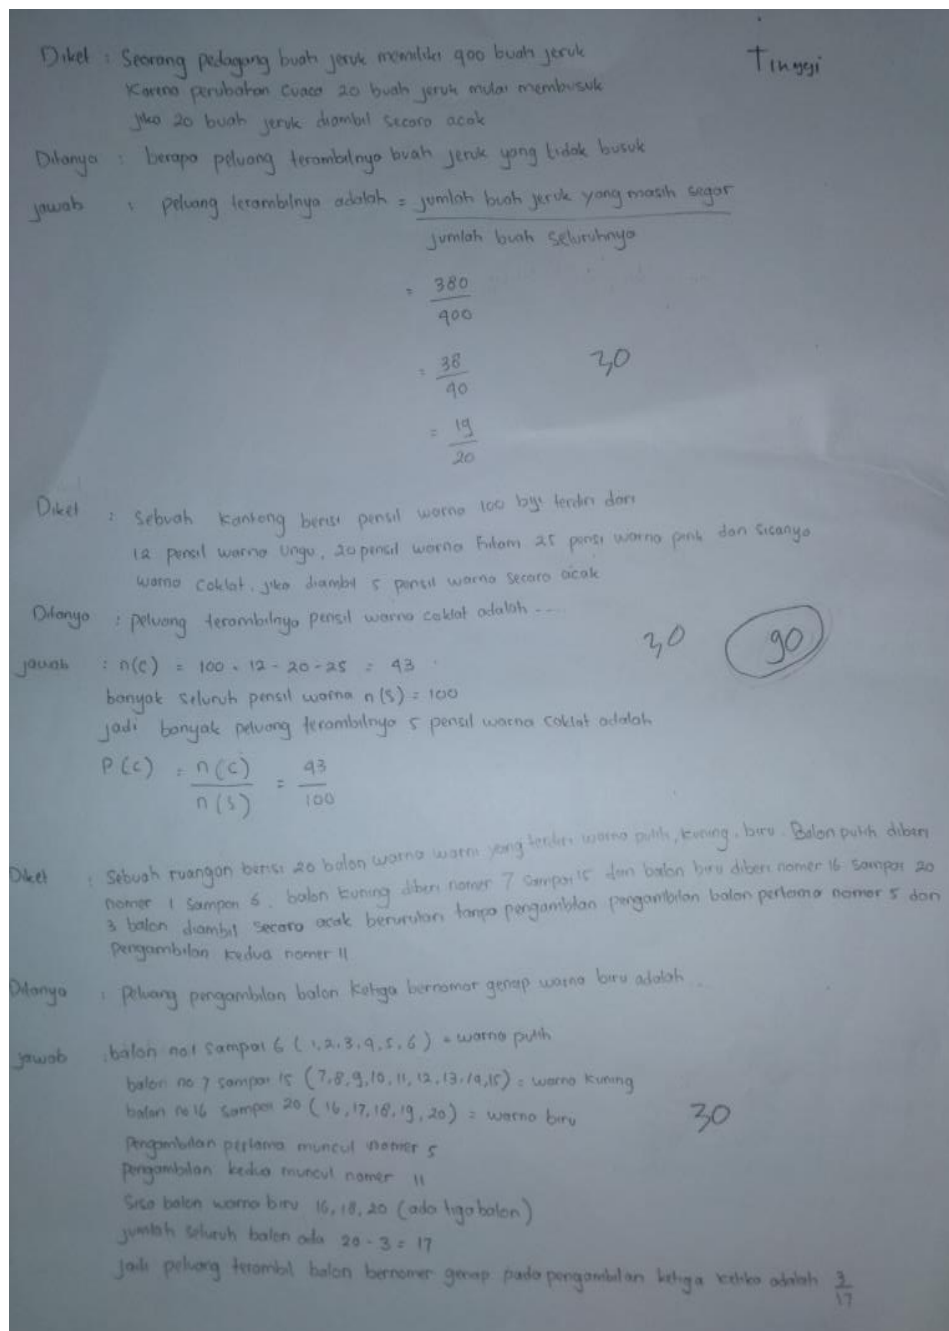 Tinggi
Diket : Seorang pedagang buah jeruk memiliki 400 buah jeruk
Karena perubahan cuaca 20 buah jeruk mulai membusuk
jika 20 buah jeruk diambil secara acak
Ditanya : berapa peluang terambilnya buah jeruk yang tidak busuk
jawab : peluang terambilnya adalah = jumlah buah jeruk yang masih segar
jumlah buah seluruhnya
= 380
400
= 38
40
30
= 19
20
Diket : Sebuah kantong berisi pensil warna 100 biji terdiri dari
12 pensil warna ungu, 20 pensil warna hitam 25 pensi warna pink dan sisanya
warna coklat, jika diambil 5 pensil warna secara acak
Ditanya : peluang terambilnya pensil warna coklat adalah ....
30 90
jawab : n(c) = 100 - 12 - 20 - 25 = 43
banyak seluruh pensil warna n(s) = 100
jadi banyak peluang terambilnya 5 pensil warna coklat adalah
P(c) = n(c) = 43
n(s) 100
Diket : Sebuah ruangan berisi 20 balon warna warni yang terdiri warna putih, kuning, biru. Balon putih diberi
nomer 1 sampai 6, balon kuning diberi nomer 7 sampai 15 dan balon biru diberi nomer 16 sampai 20
3 balon diambil secara acak berurutan tanpa pengambilan pengambilan balon pertama nomor 5 dan
Pengambilan kedua nomer 11
Ditanya : Peluang pengambilan balon ketiga bernomor genap warna biru adalah
jawab : balon no 1 sampai 6 (1,2,3,4,5,6) = warna putih
balon no 7 sampai 15 (7,8,9,10,11,12,13,14,15) = warna kuning
balon no 16 sampai 20 (16,17,18,19,20) = warna biru
30
Pengambilan pertama muncul nomer 5
pengambilan kedua muncul nomer 11
Sisa balon warna biru 16,18,20 (ada tiga balon)
jumlah seluruh balon ada 20 - 3 = 17
jadi peluang terambil balon bernomer genap pada pengambilan ketiga adalah 3
17